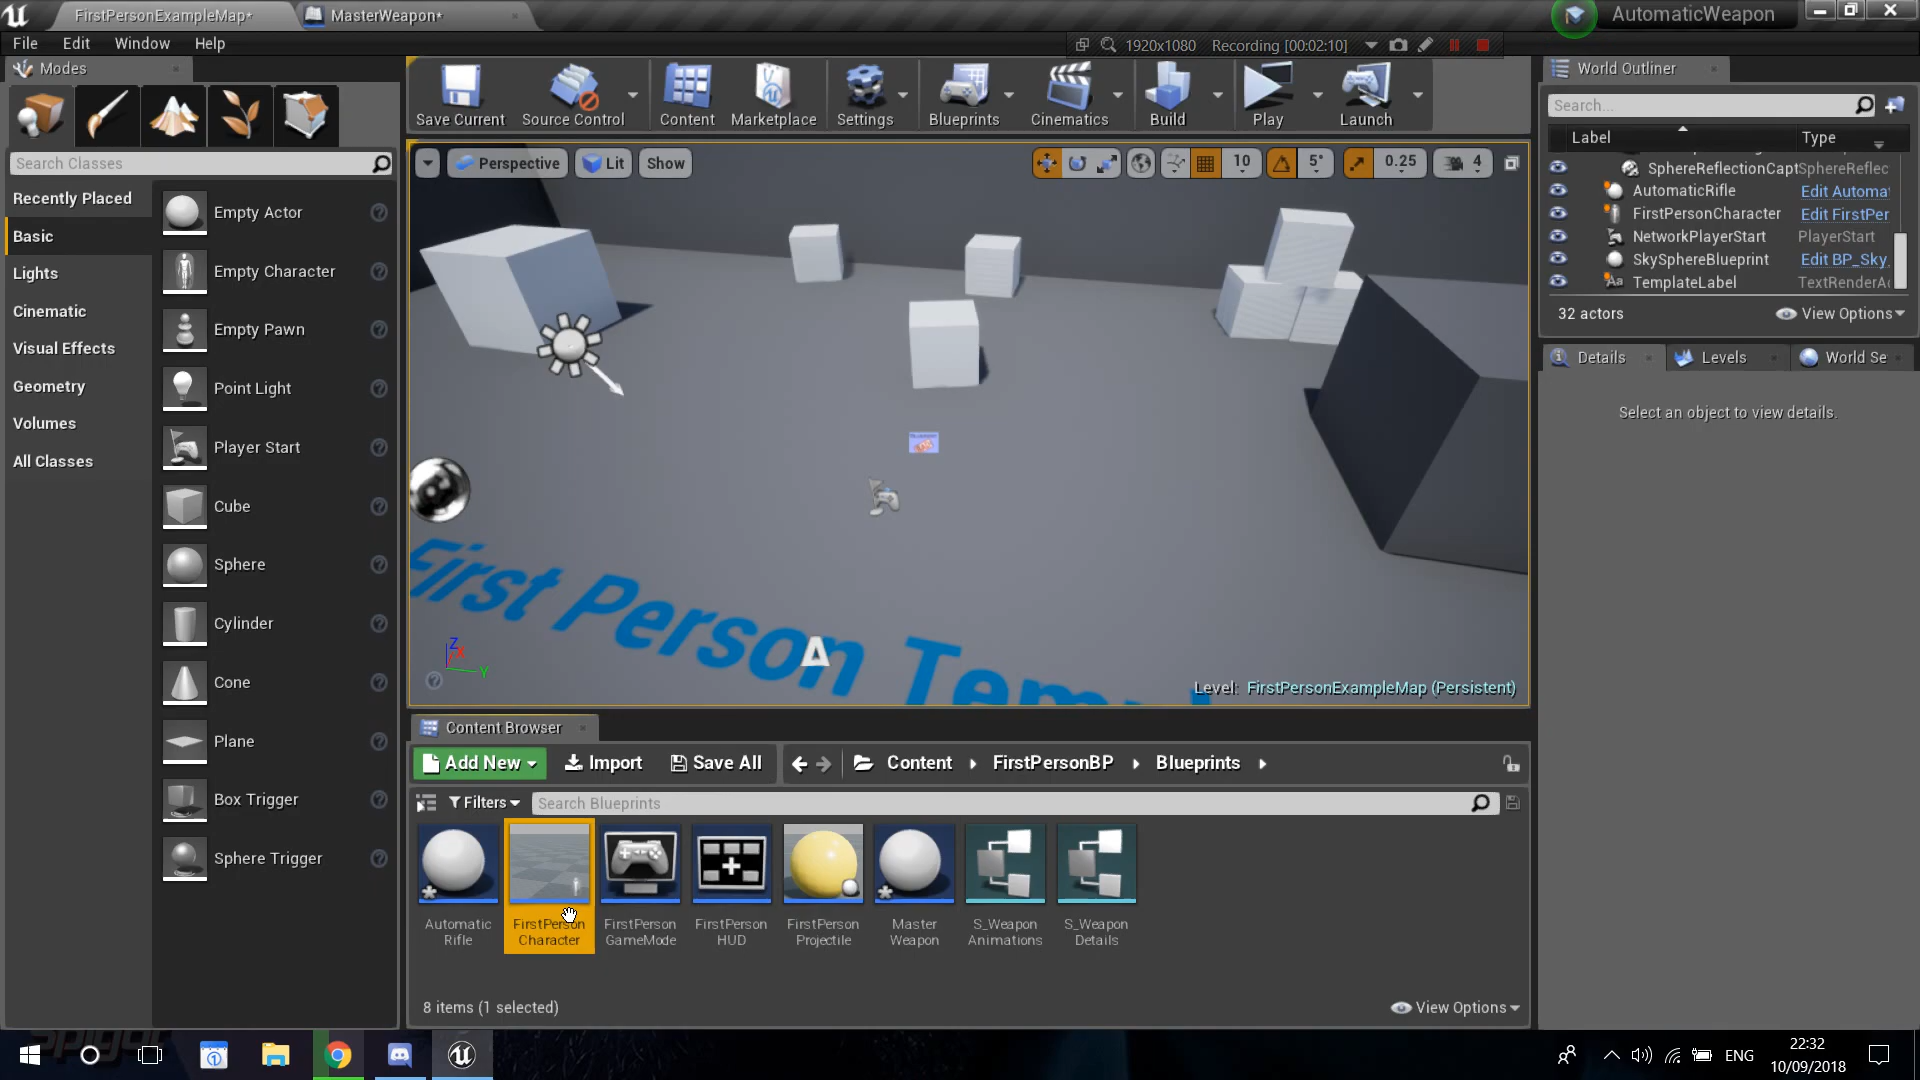 FirstPersonExampleMap*
MasterWeapon*
AutomaticWeapon
File Edit Window Help
1920x1080 Recording [00:02:10]
Modes
Save Current
Source Control
Content
Marketplace
Settings
Blueprints
Cinematics
Build
Play
Launch
World Outliner
Search...
Label Type
SphereReflectionCapt SphereReflec
AutomaticRifle Edit Automa
FirstPersonCharacter Edit FirstPer
NetworkPlayerStart PlayerStart
SkySphereBlueprint Edit BP_Sky
TemplateLabel TextRenderA
32 actors
View Options
Details
Levels
World Se
Select an object to view details.
Search Classes
Recently Placed
Basic
Lights
Cinematic
Visual Effects
Geometry
Volumes
All Classes
Empty Actor
Empty Character
Empty Pawn
Point Light
Player Start
Cube
Sphere
Cylinder
Cone
Plane
Box Trigger
Sphere Trigger
Perspective
Lit
Show
10
5°
0.25
4
First Person Templ
A
Z
X
Y
Level: FirstPersonExampleMap (Persistent)
Content Browser
Add New
Import
Save All
Content
FirstPersonBP
Blueprints
Filters
Search Blueprints
Automatic
Rifle
FirstPerson
Character
FirstPerson
GameMode
FirstPerson
HUD
FirstPerson
Projectile
Master
Weapon
S_Weapon
Animations
S_Weapon
Details
8 items (1 selected)
View Options
ENG
22:32
10/09/2018